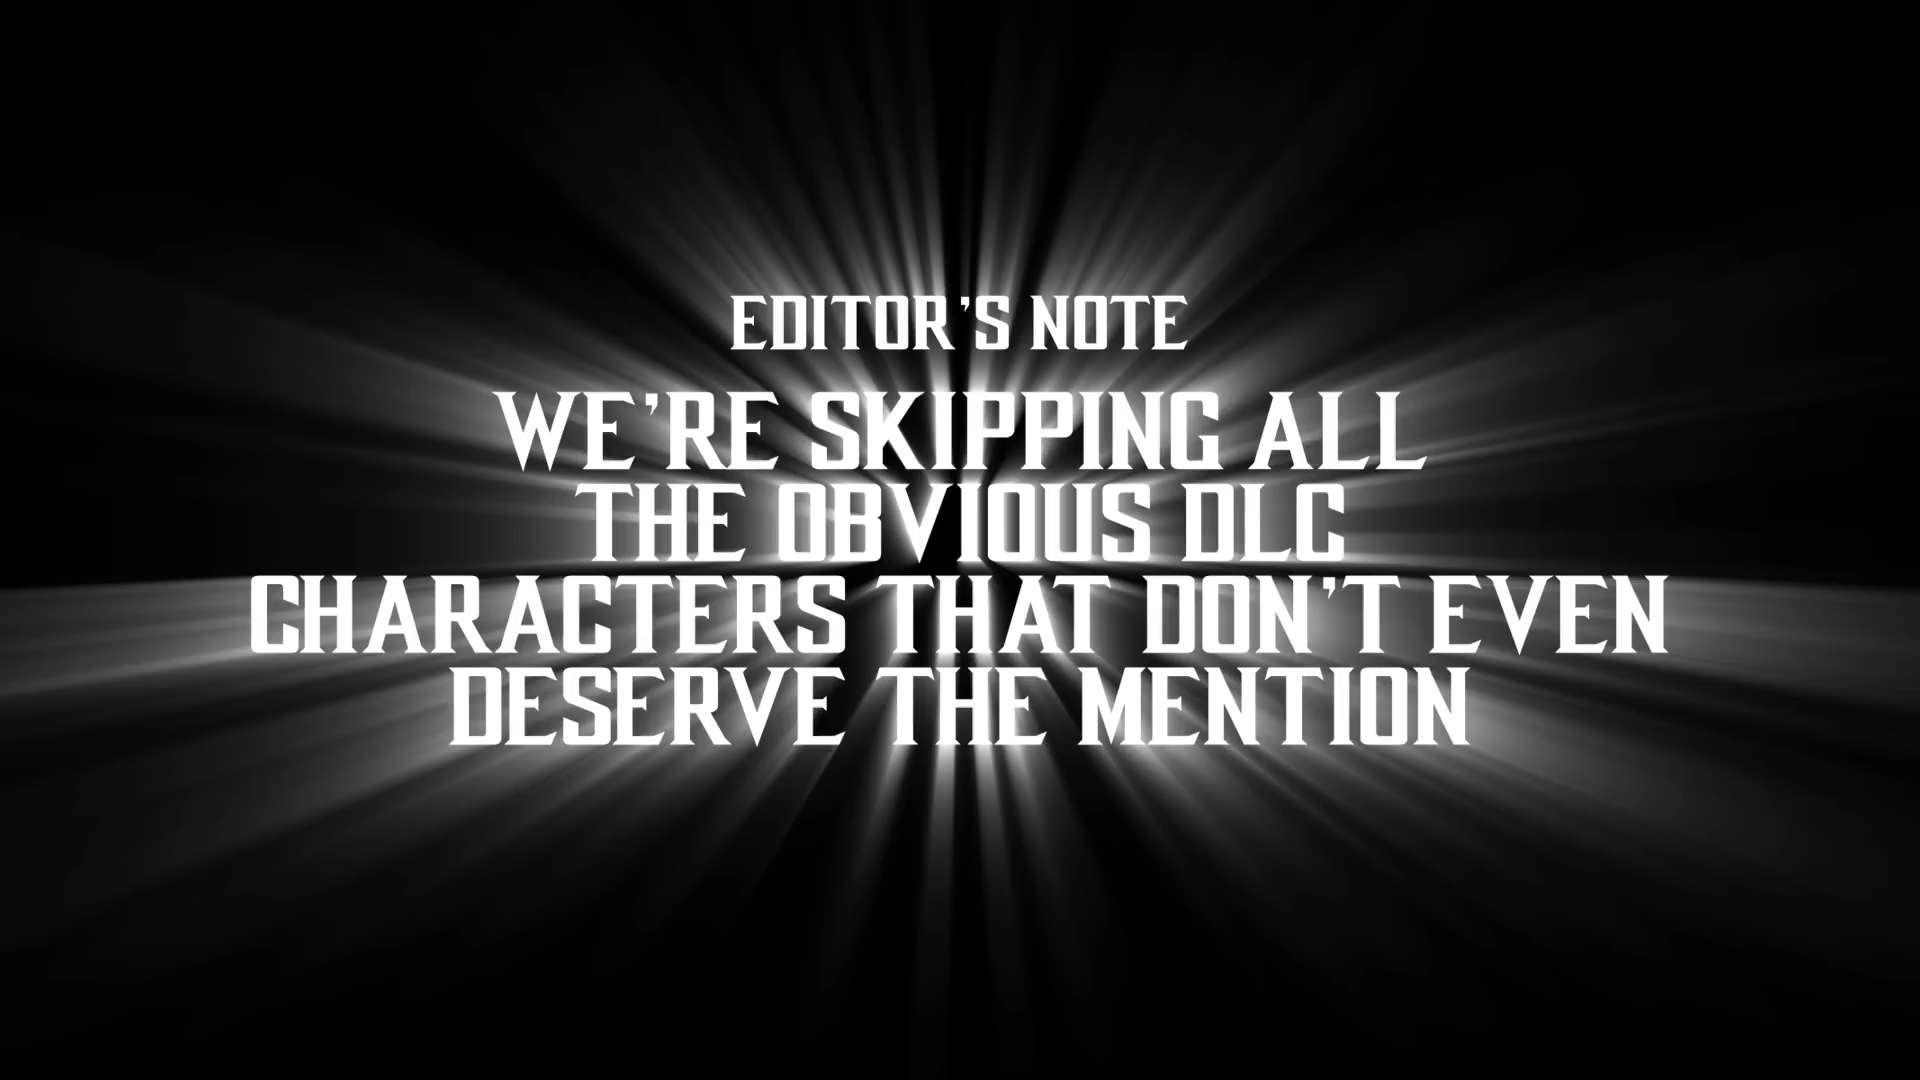 EDITOR'S NOTE
WE'RE SKIPPING ALL
THE OBVIOUS DLC
CHARACTERS THAT DON'T EVEN
DESERVE THE MENTION